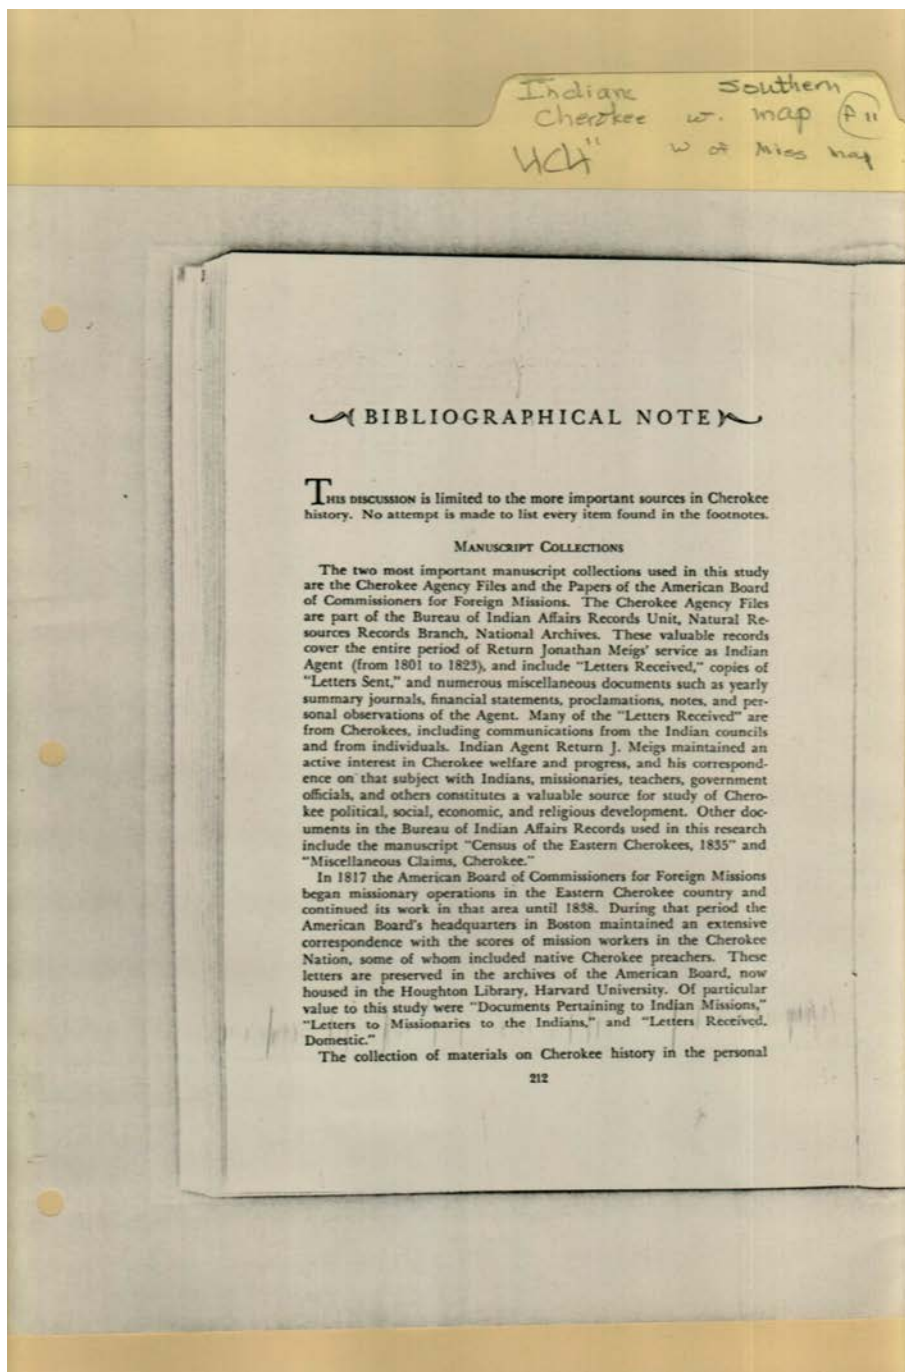 Indians Southern
Cherokee w. map P 11
W of Miss map
BIBLIOGRAPHICAL NOTE
THIS DISCUSSION is limited to the more important sources in Cherokee
history. No attempt is made to list every item found in the footnotes.
MANUSCRIPT COLLECTIONS
The two most important manuscript collections used in this study
are the Cherokee Agency Files and the Papers of the American Board
of Commissioners for Foreign Missions. The Cherokee Agency Files
are part of the Bureau of Indian Affairs Records Unit, Natural Re-
sources Records Branch, National Archives. These valuable records
cover the entire period of Return Jonathan Meigs' service as Indian
Agent (from 1801 to 1823), and include "Letters Received," copies of
"Letters Sent," and numerous miscellaneous documents such as yearly
summary journals, financial statements, proclamations, notes, and per-
sonal observations of the Agent. Many of the "Letters Received" are
from Cherokees, including communications from the Indian councils
and from individuals. Indian Agent Return J. Meigs maintained an
active interest in Cherokee welfare and progress, and his correspond-
ence on that subject with Indians, missionaries, teachers, government
officials, and others constitutes a valuable source for study of Chero-
kee political, social, economic, and religious development. Other doc-
uments in the Bureau of Indian Affairs Records used in this research
include the manuscript "Census of the Eastern Cherokees, 1835" and
"Miscellaneous Claims, Cherokee."
In 1817 the American Board of Commissioners for Foreign Missions
began missionary operations in the Eastern Cherokee country and
continued its work in that area until 1838. During that period the
American Board's headquarters in Boston maintained an extensive
correspondence with the scores of mission workers in the Cherokee
Nation, some of whom included native Cherokee preachers. These
letters are preserved in the archives of the American Board, now
housed in the Houghton Library, Harvard University. Of particular
value to this study were "Documents Pertaining to Indian Missions,"
"Letters to Missionaries to the Indians," and "Letters Received,
Domestic."
The collection of materials on Cherokee history in the personal
212